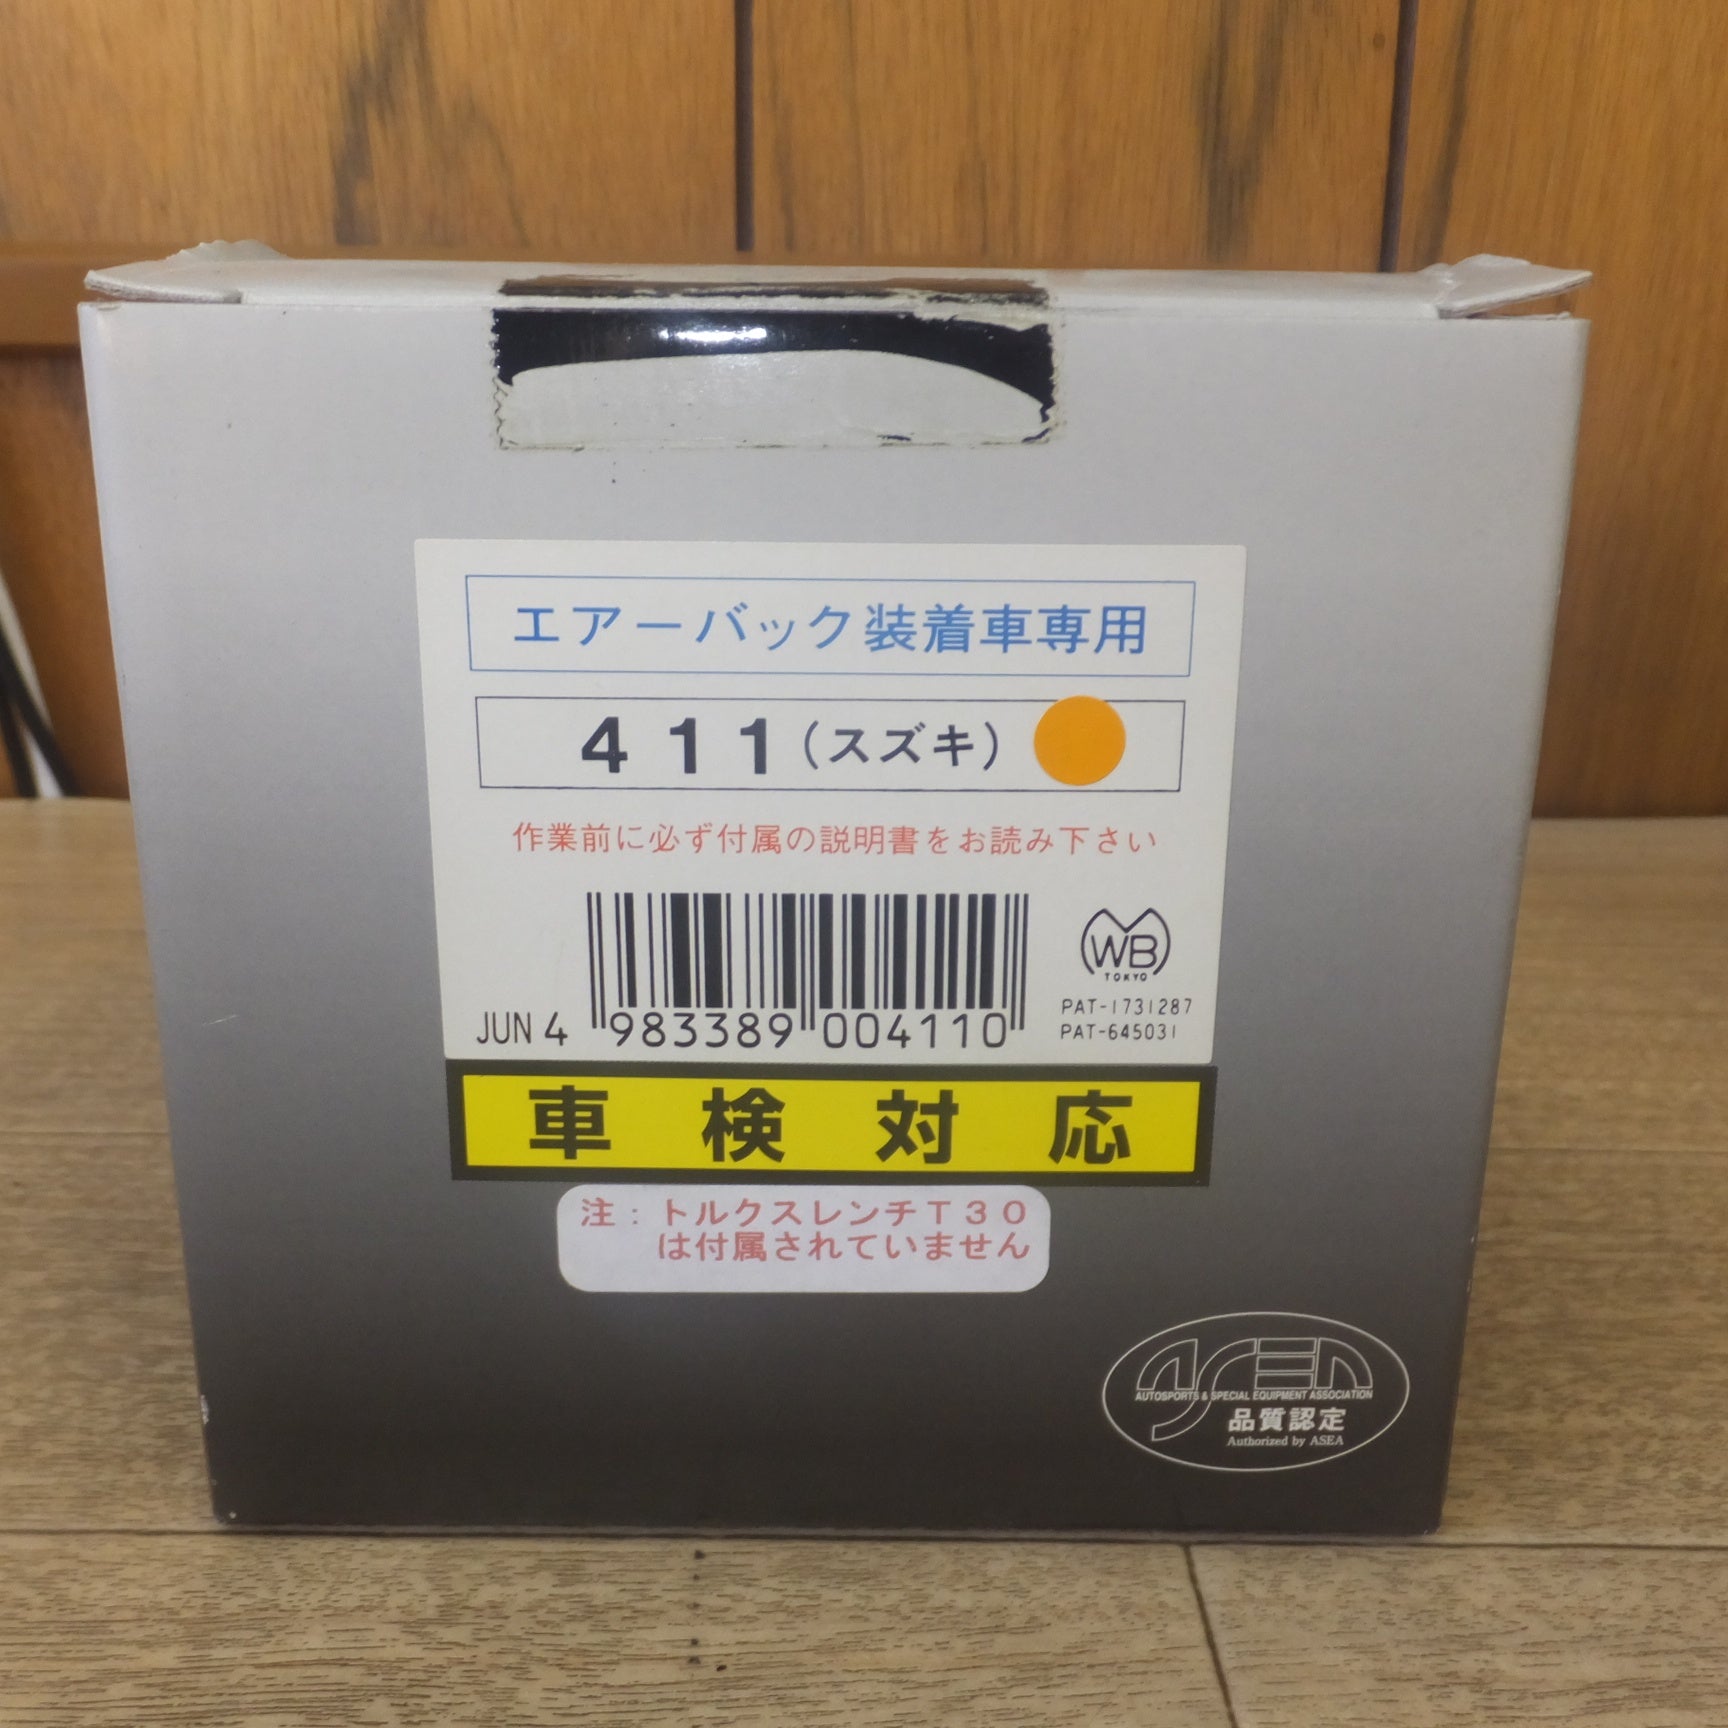 エアーバック装着車専用
411(スズキ)
作業前に必ず付属の説明書をお読み下さい
JUN 4 983389 004110
MWB
TOKYO
PAT-1731287
PAT-645031
車検対応
注：トルクスレンチT30
は付属されていません
ASEA
AUTOSPORTS & SPECIAL EQUIPMENT ASSOCIATION
品質認定
Authorized by ASEA